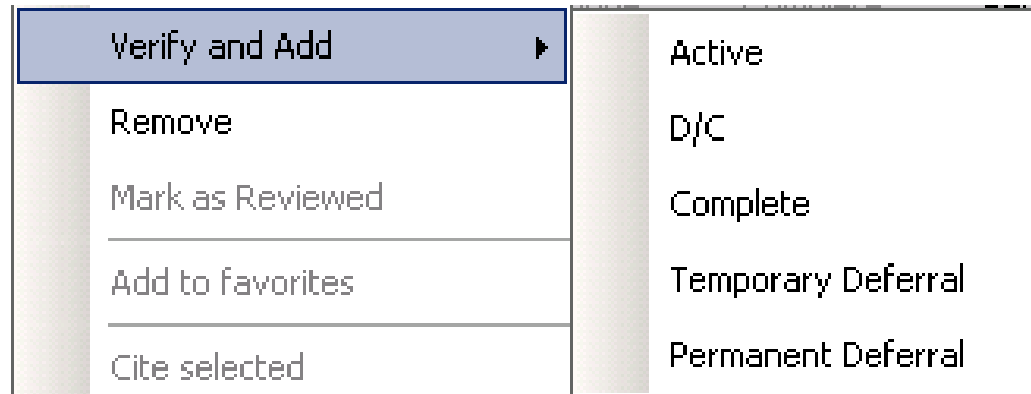 Verify and Add
Remove
Mark as Reviewed
Add to favorites
Cite selected
Active
D/C
Complete
Temporary Deferral
Permanent Deferral